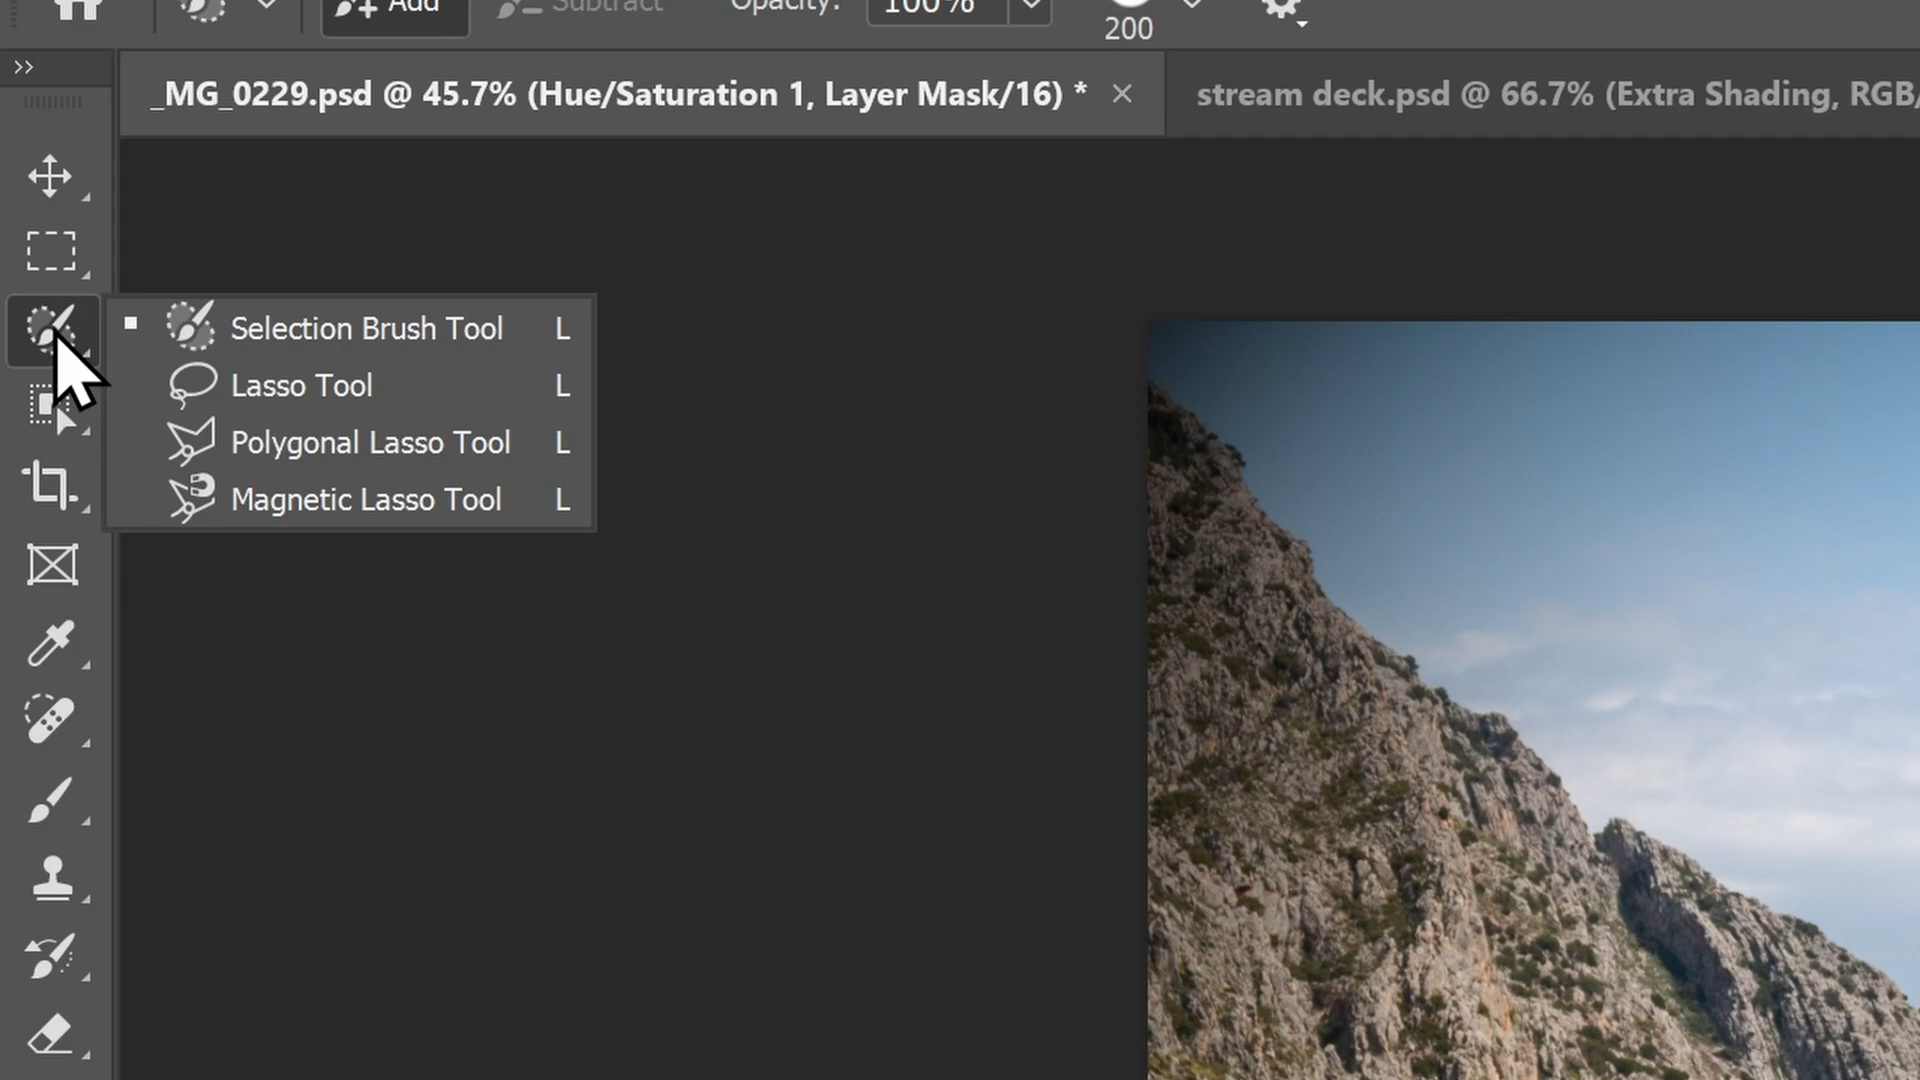 Add Subtract Opacity: 100%
200
_MG_0229.psd @ 45.7% (Hue/Saturation 1, Layer Mask/16) * × stream deck.psd @ 66.7% (Extra Shading, RGB/
Selection Brush Tool L
Lasso Tool L
Polygonal Lasso Tool L
Magnetic Lasso Tool L